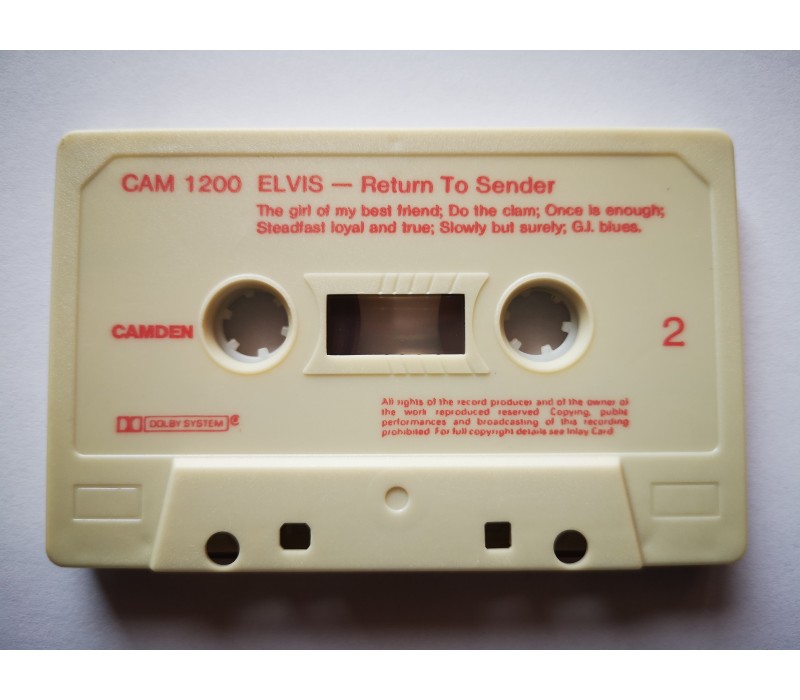 CAM 1200 ELVIS — Return To Sender
The girl of my best friend; Do the clam; Once is enough;
Steadfast loyal and true; Slowly but surely; G.I. blues.
CAMDEN
2
DOLBY SYSTEM
All rights of the record producer and of the owner of
the work reproduced reserved. Copying, public
performances and broadcasting of this recording
prohibited. For full copyright details see Inlay Card